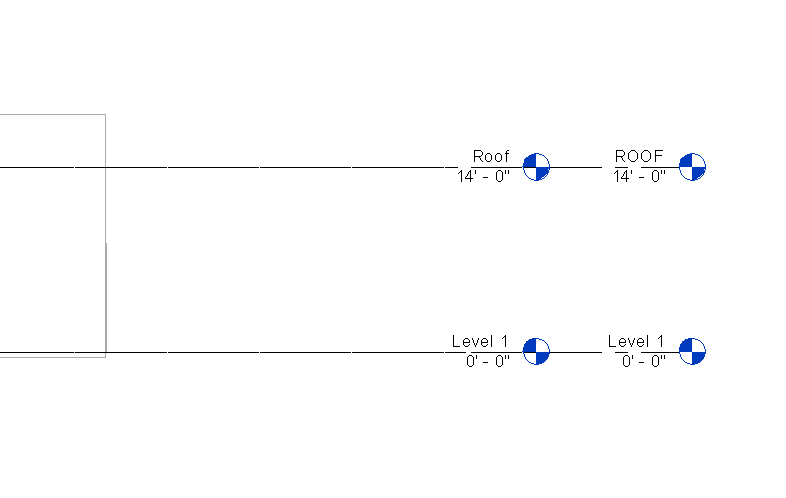 Roof
14' - 0"
ROOF
14' - 0"
Level 1
0' - 0"
Level 1
0' - 0"